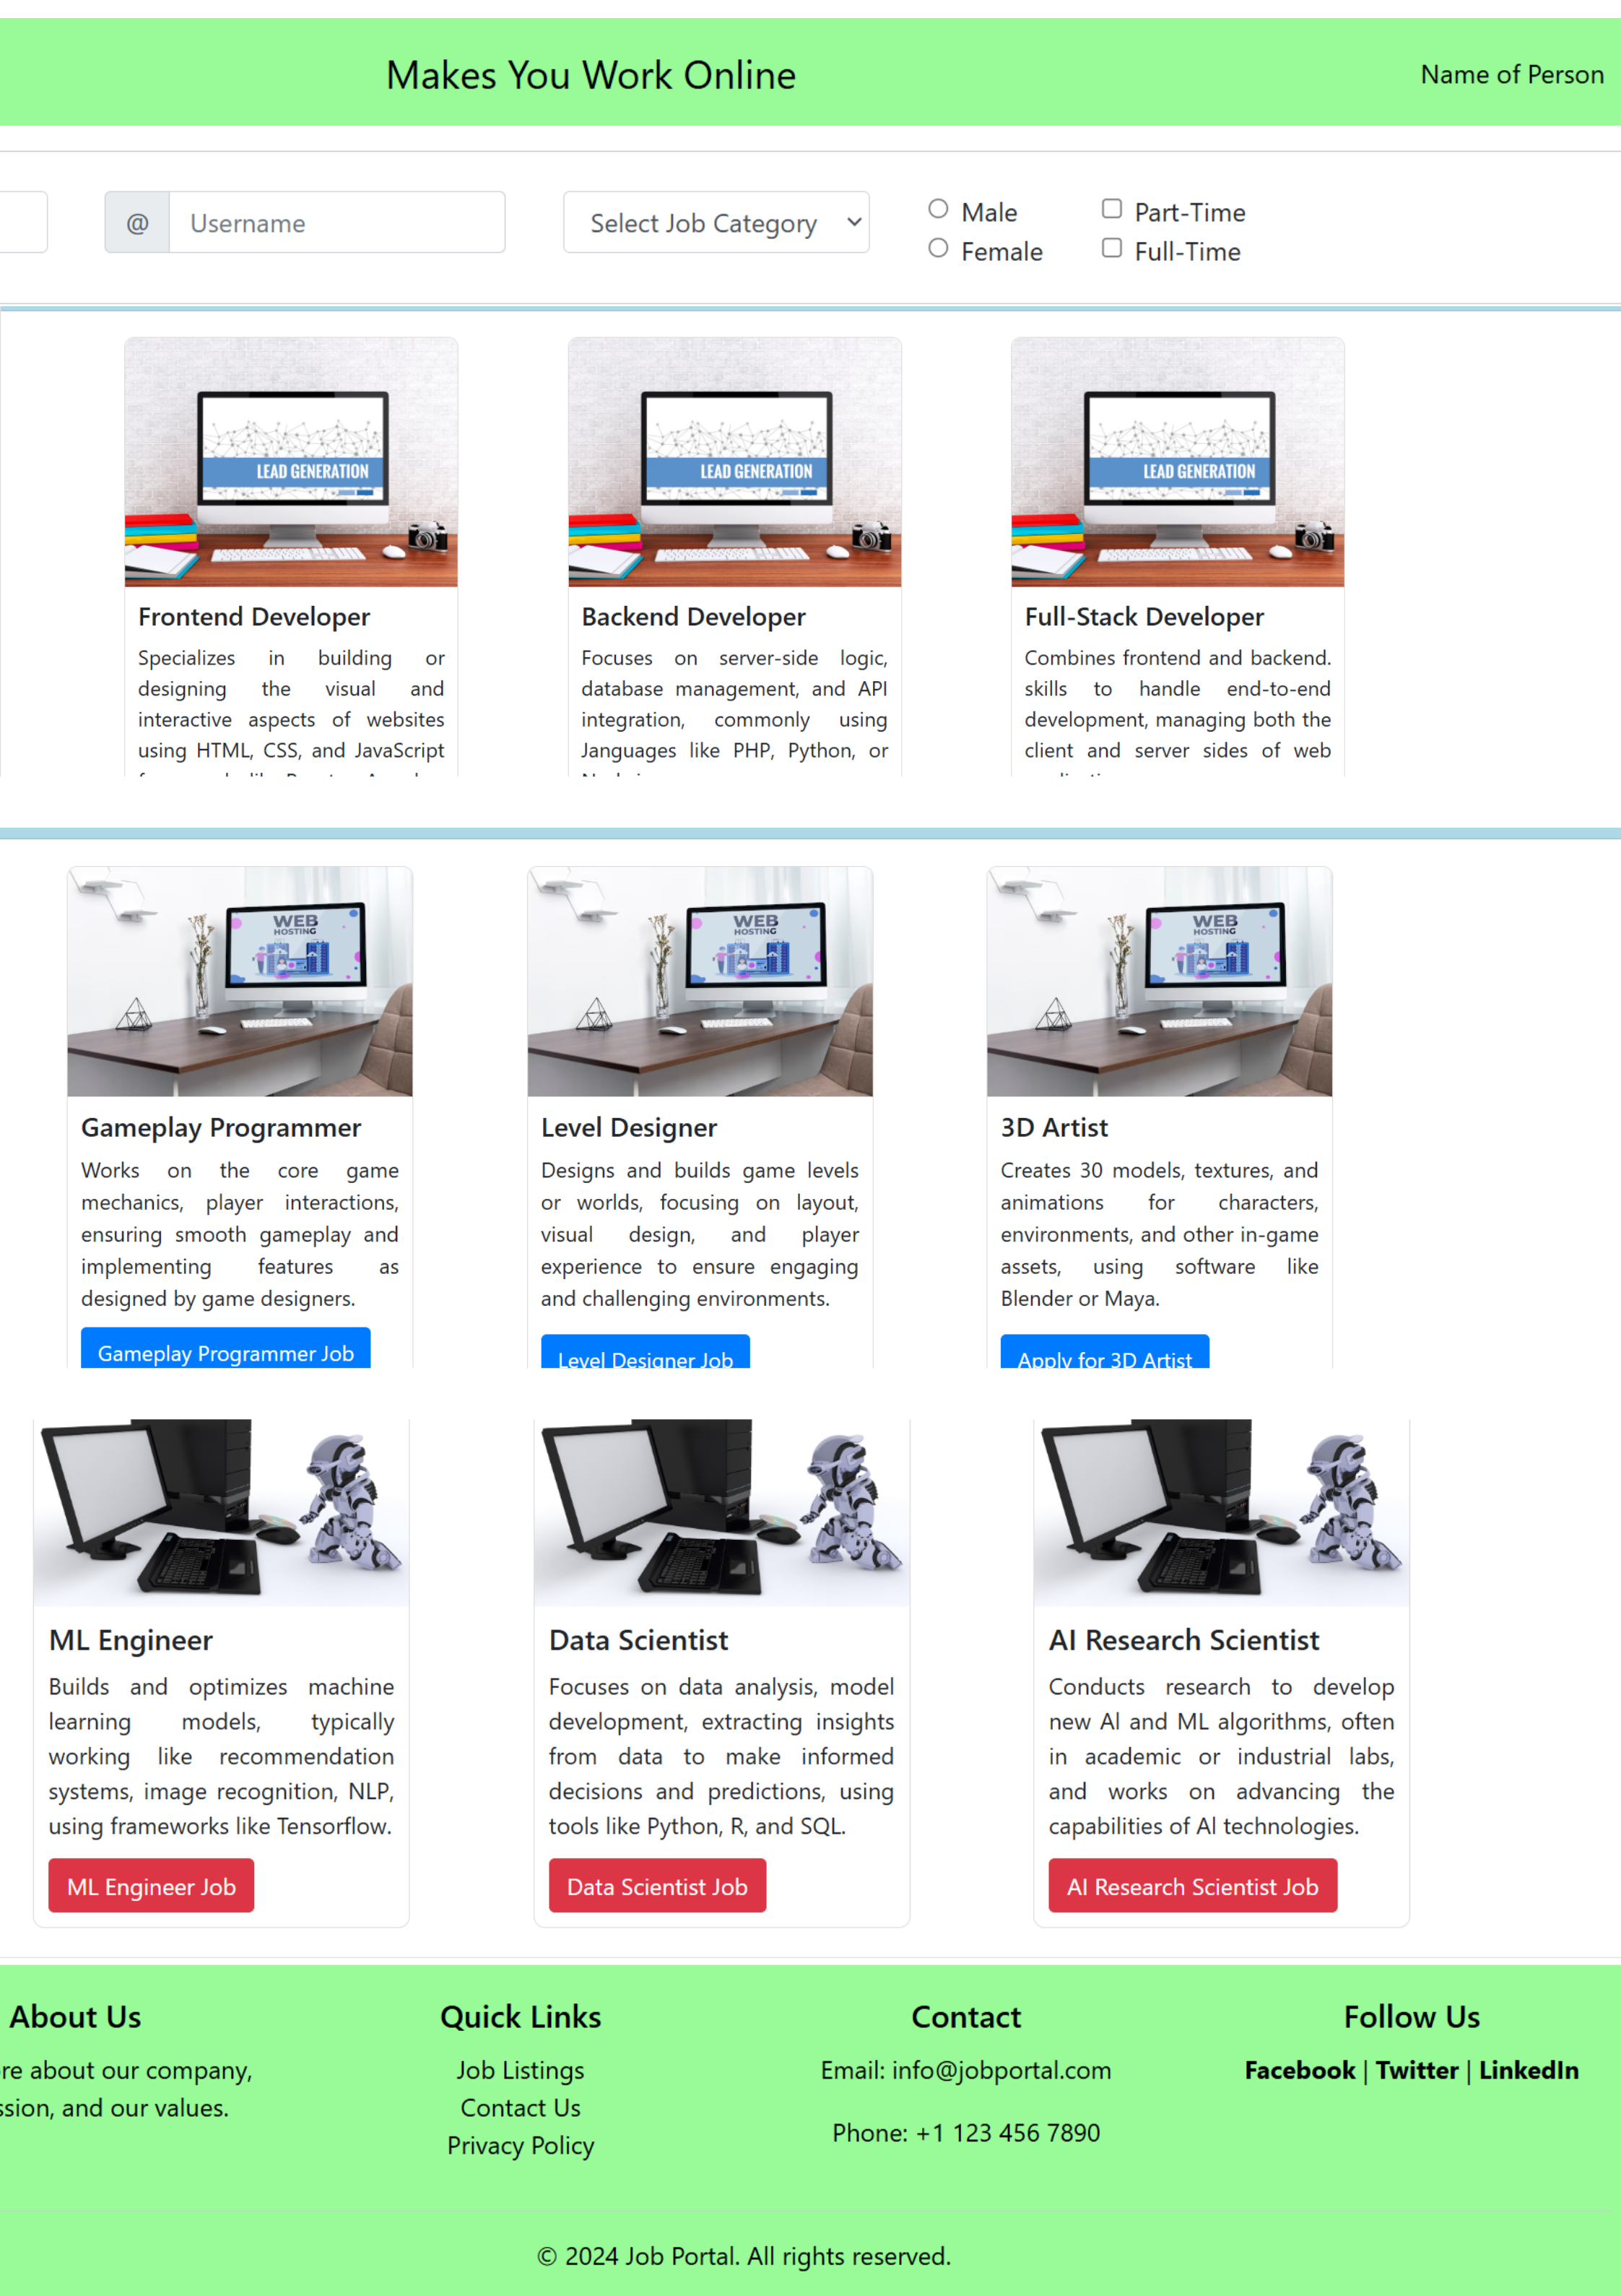 Makes You Work Online
Name of Person
@ Username
Select Job Category
Male
Female
Part-Time
Full-Time
LEAD GENERATION
LEAD GENERATION
LEAD GENERATION
Frontend Developer
Specializes in building or
designing the visual and
interactive aspects of websites
using HTML, CSS, and JavaScript
Backend Developer
Focuses on server-side logic,
database management, and API
integration, commonly using
Janguages like PHP, Python, or
Full-Stack Developer
Combines frontend and backend.
skills to handle end-to-end
development, managing both the
client and server sides of web
WEB
HOSTING
WEB
HOSTING
WEB
HOSTING
Gameplay Programmer
Works on the core game
mechanics, player interactions,
ensuring smooth gameplay and
implementing features as
designed by game designers.
Gameplay Programmer Job
Level Designer
Designs and builds game levels
or worlds, focusing on layout,
visual design, and player
experience to ensure engaging
and challenging environments.
Level Designer Job
3D Artist
Creates 30 models, textures, and
animations for characters,
environments, and other in-game
assets, using software like
Blender or Maya.
Apply for 3D Artist
ML Engineer
Builds and optimizes machine
learning models, typically
working like recommendation
systems, image recognition, NLP,
using frameworks like Tensorflow.
ML Engineer Job
Data Scientist
Focuses on data analysis, model
development, extracting insights
from data to make informed
decisions and predictions, using
tools like Python, R, and SQL.
Data Scientist Job
AI Research Scientist
Conducts research to develop
new Al and ML algorithms, often
in academic or industrial labs,
and works on advancing the
capabilities of Al technologies.
AI Research Scientist Job
About Us
re about our company,
ssion, and our values.
Quick Links
Job Listings
Contact Us
Privacy Policy
Contact
Email: info@jobportal.com
Phone: +1 123 456 7890
Follow Us
Facebook | Twitter | LinkedIn
© 2024 Job Portal. All rights reserved.